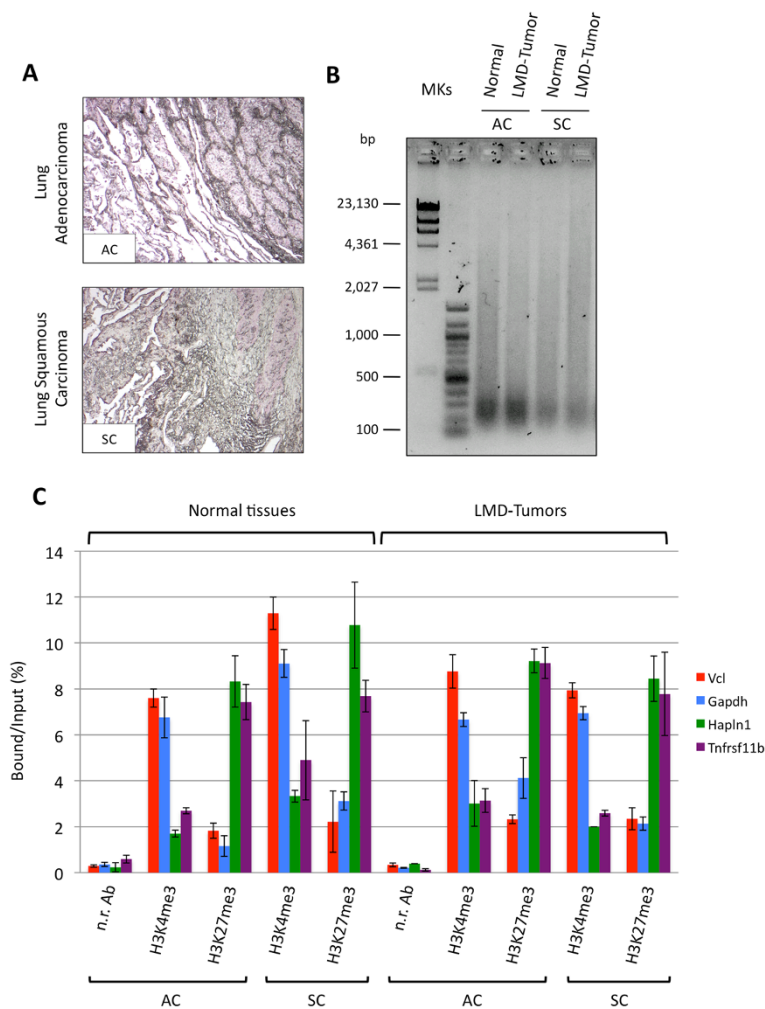 A
Lung
Adenocarcinoma
AC
Lung Squamous
Carcinoma
SC
B
MKs
Normal
LMD-Tumor
Normal
LMD-Tumor
AC
SC
bp
23,130
4,361
2,027
1,000
500
100
C
Normal tissues
LMD-Tumors
Bound/Input (%)
14
12
10
8
6
4
2
0
Vcl
Gapdh
Hapln1
Tnfrsf11b
n.r. Ab
H3K4me3
H3K27me3
H3K4me3
H3K27me3
n.r. Ab
H3K4me3
H3K27me3
H3K4me3
H3K27me3
AC
SC
AC
SC